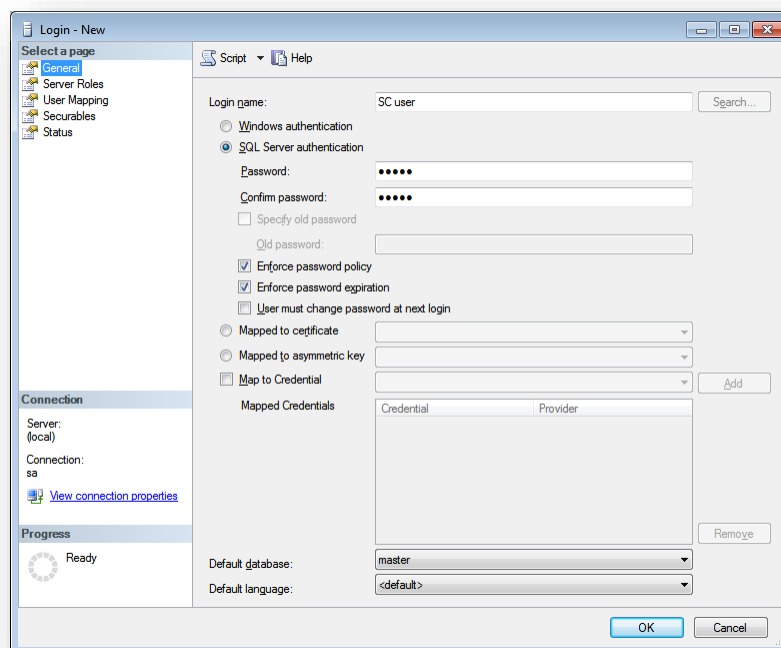 Login - New
Select a page
General
Server Roles
User Mapping
Securables
Status
Script Help
Login name: SC user Search...
Windows authentication
SQL Server authentication
Password: •••••
Confirm password: •••••
Specify old password
Old password:
Enforce password policy
Enforce password expiration
User must change password at next login
Mapped to certificate
Mapped to asymmetric key
Map to Credential Add
Mapped Credentials Credential Provider
Remove
Default database: master
Default language: <default>
Connection
Server:
(local)
Connection:
sa
View connection properties
Progress
Ready
OK Cancel